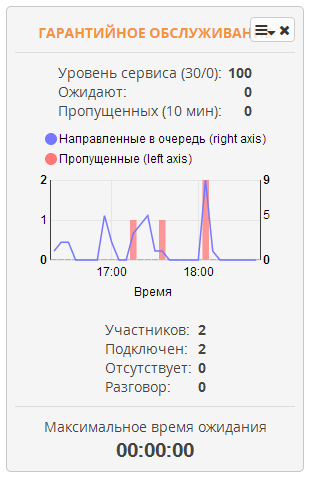 ГАРАНТИЙНОЕ ОБСЛУЖИВАН
Уровень сервиса (30/0): 100
Ожидают: 0
Пропущенных (10 мин): 0
Направленные в очередь (right axis)
Пропущенные (left axis)
2 9
1 5
0 0
17:00 18:00
Время
Участников: 2
Подключен: 2
Отсутствует: 0
Разговор: 0
Максимальное время ожидания
00:00:00